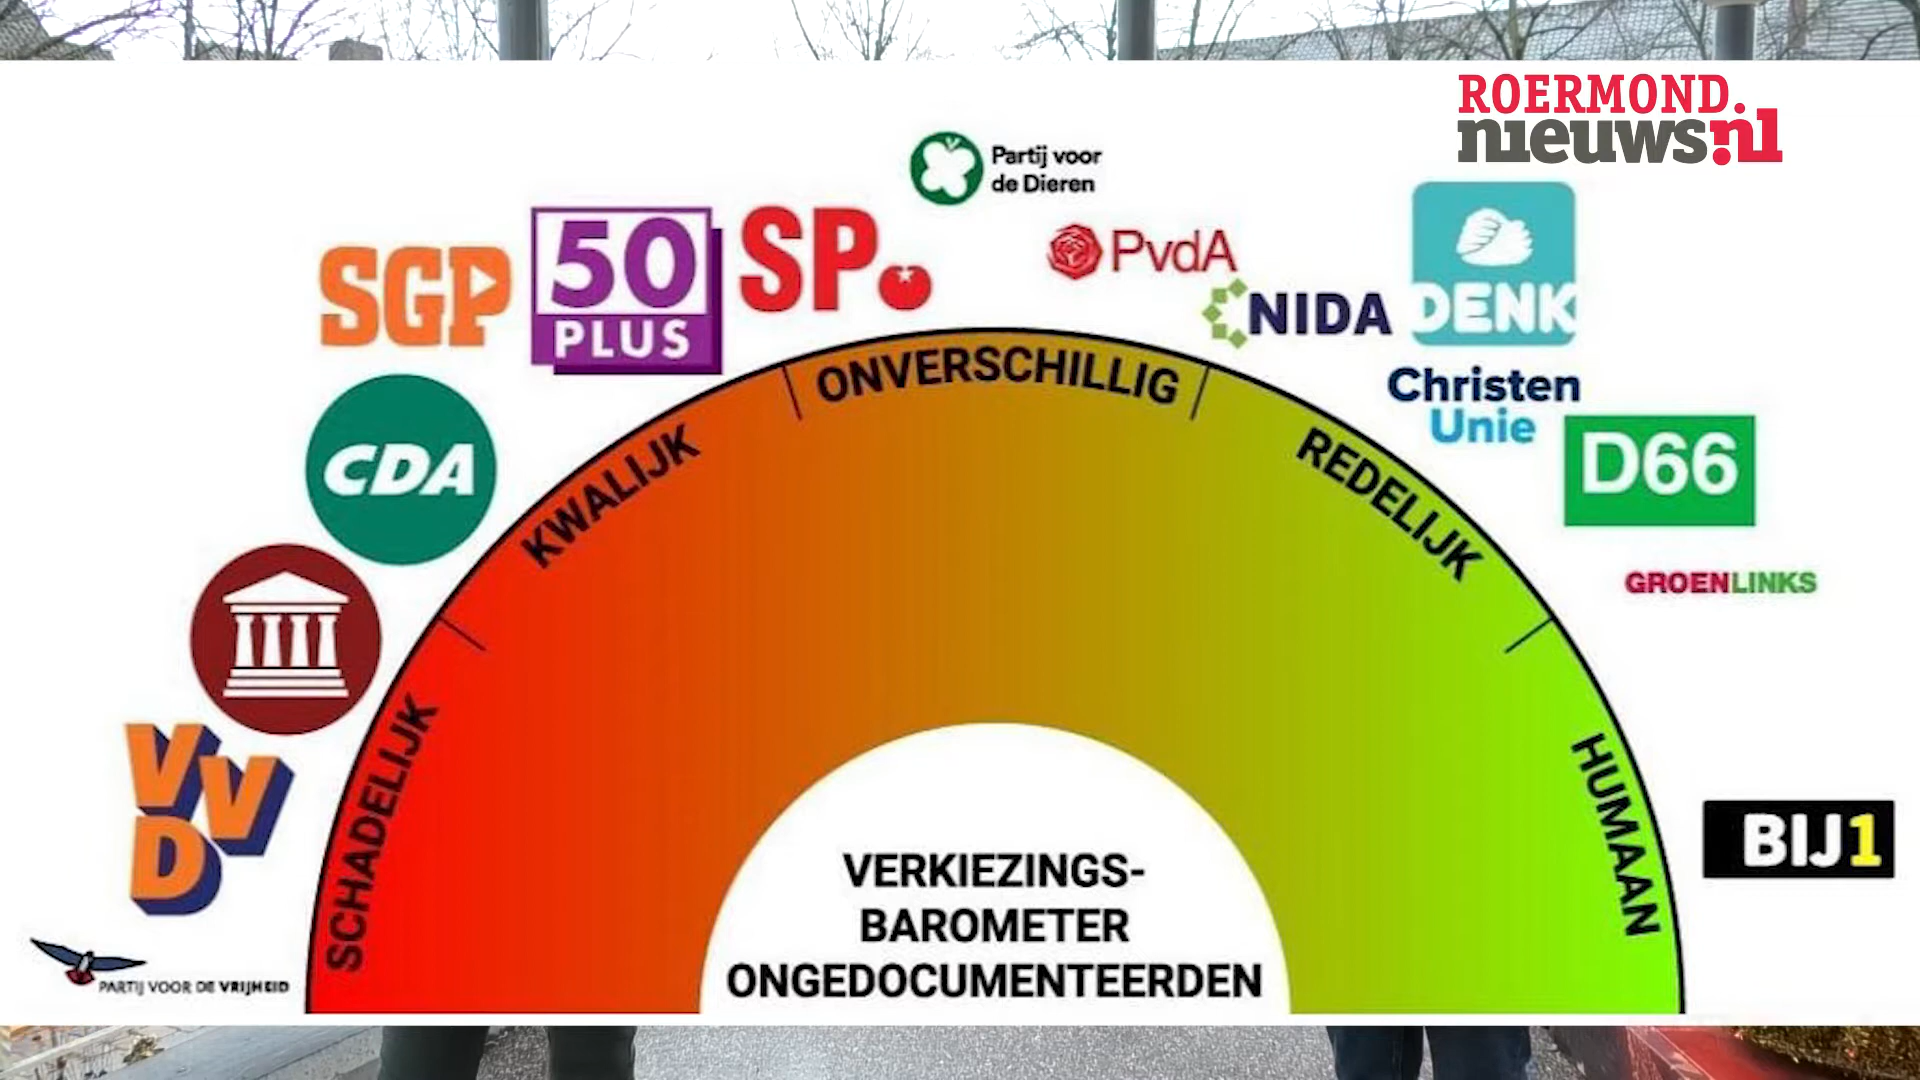 ROERMOND
nieuws.nl
Partij voor
de Dieren
SGP
50
PLUS
SP
PvdA
NIDA
DENK
Christen
Unie
D66
GROENLINKS
CDA
VVD
PARTIJ VOOR DE VRIJHEID
BIJ1
SCHADELIJK
KWALIJK
ONVERSCHILLIG
REDELIJK
HUMAAN
VERKIEZINGS-
BAROMETER
ONGEDOCUMENTEERDEN